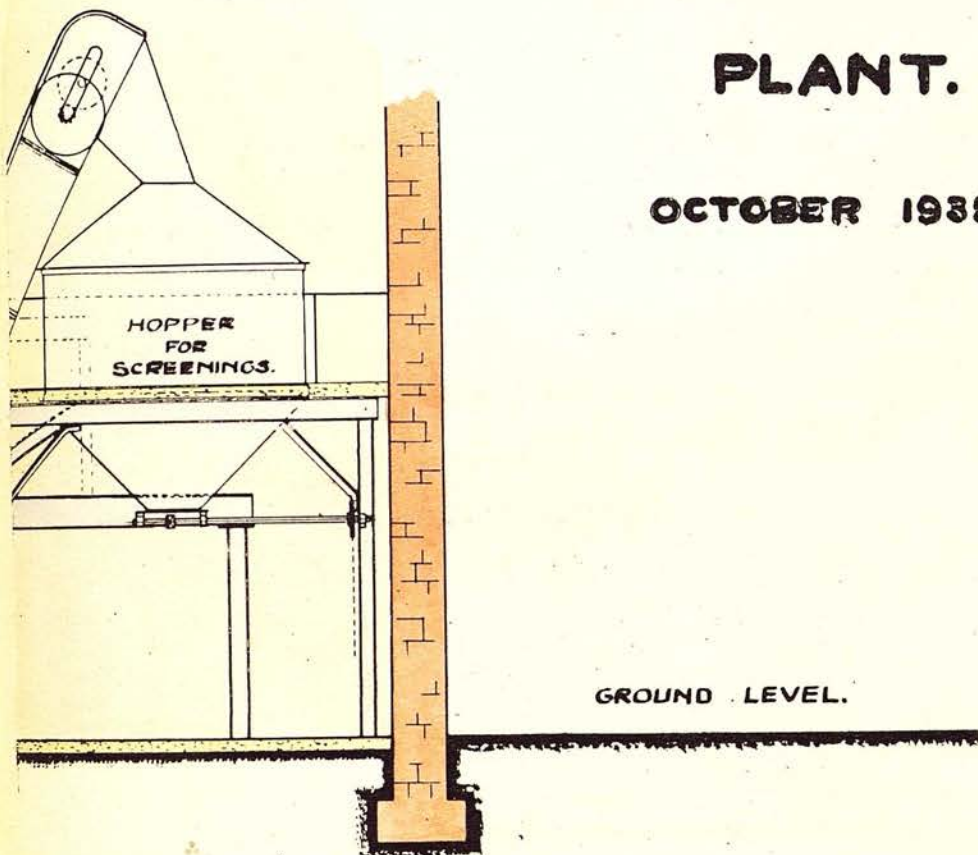 PLANT.
OCTOBER
HOPPER
FOR
SCREENINGS.
GROUND LEVEL.